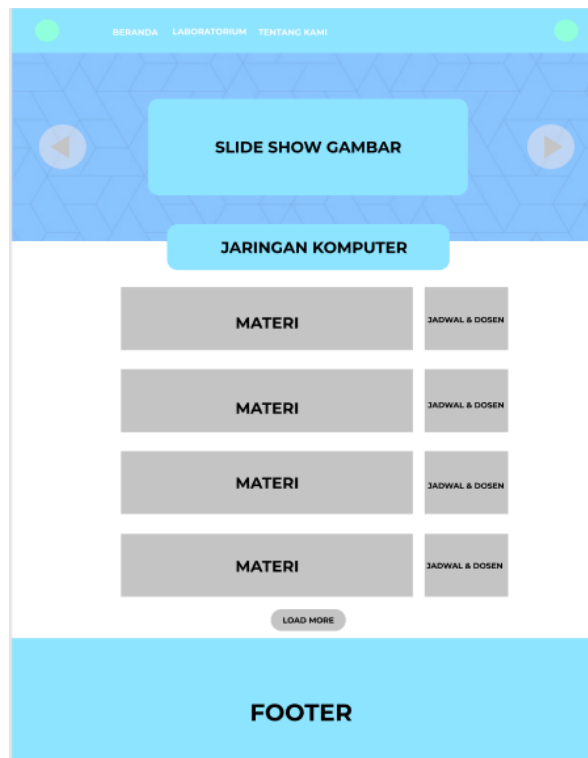 BERANDA LABORATORIUM TENTANG KAMI
SLIDE SHOW GAMBAR
JARINGAN KOMPUTER
MATERI JADWAL & DOSEN
MATERI JADWAL & DOSEN
MATERI JADWAL & DOSEN
MATERI JADWAL & DOSEN
LOAD MORE
FOOTER